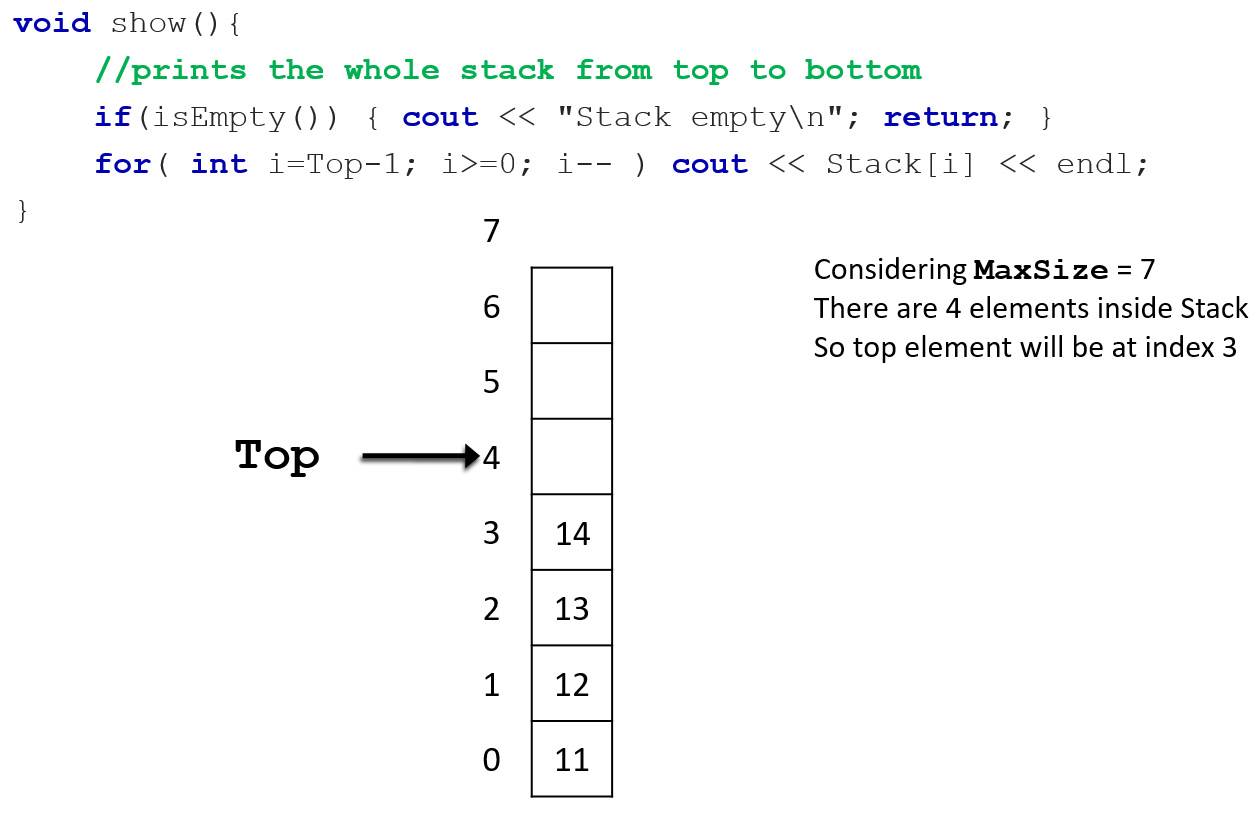 void show(){
//prints the whole stack from top to bottom
if(isEmpty()) { cout << "Stack empty\n"; return; }
for( int i=Top-1; i>=0; i-- ) cout << Stack[i] << endl;
}
7
Considering MaxSize = 7
There are 4 elements inside Stack
So top element will be at index 3
6
5
Top 4
3 14
2 13
1 12
0 11